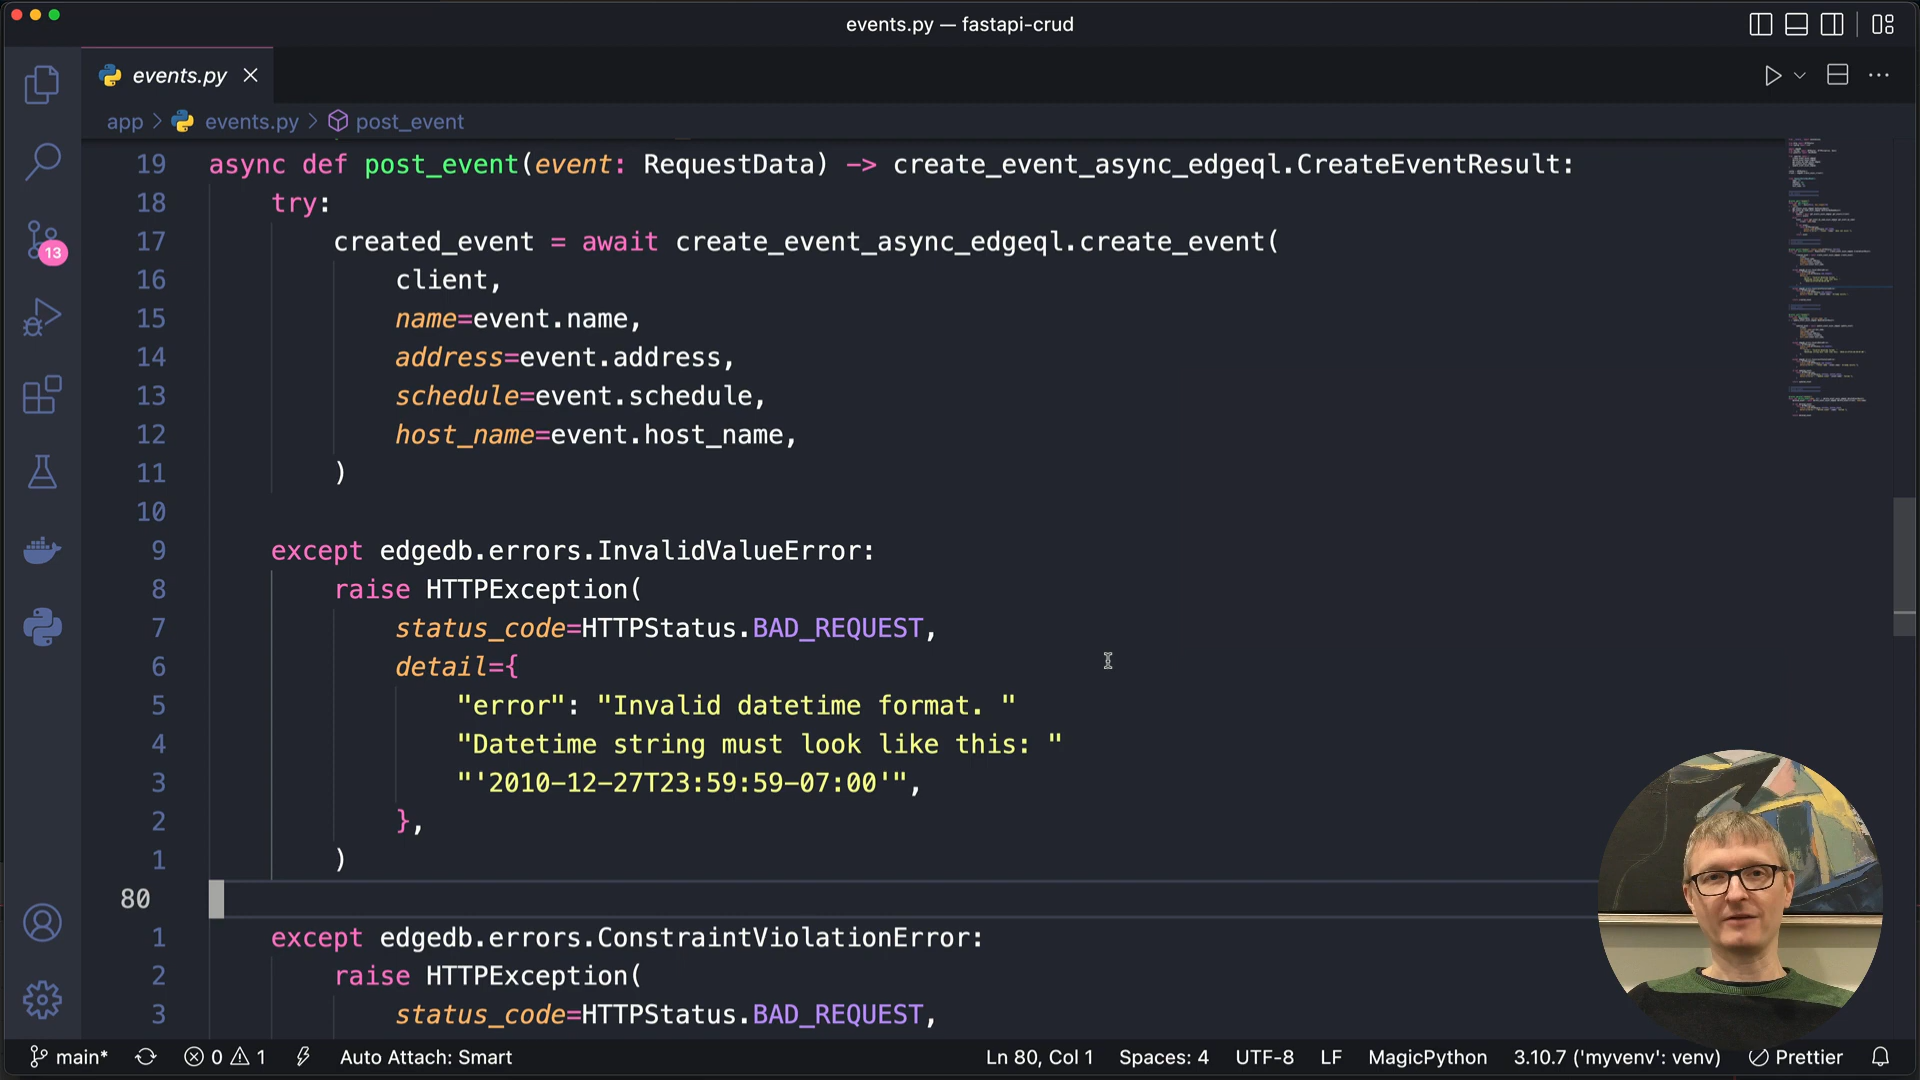 events.py — fastapi-crud
events.py
app > events.py > post_event
19 async def post_event(event: RequestData) -> create_event_async_edgeql.CreateEventResult:
18 try:
17 created_event = await create_event_async_edgeql.create_event(
16 client,
15 name=event.name,
14 address=event.address,
13 schedule=event.schedule,
12 host_name=event.host_name,
11 )
10
9 except edgedb.errors.InvalidValueError:
8 raise HTTPException(
7 status_code=HTTPStatus.BAD_REQUEST,
6 detail={
5 "error": "Invalid datetime format. "
4 "Datetime string must look like this: "
3 "'2010-12-27T23:59:59-07:00'",
2 },
1 )
80
1 except edgedb.errors.ConstraintViolationError:
2 raise HTTPException(
3 status_code=HTTPStatus.BAD_REQUEST,
13
main* 0 1 Auto Attach: Smart Ln 80, Col 1 Spaces: 4 UTF-8 LF MagicPython 3.10.7 ('myvenv': venv) Prettier